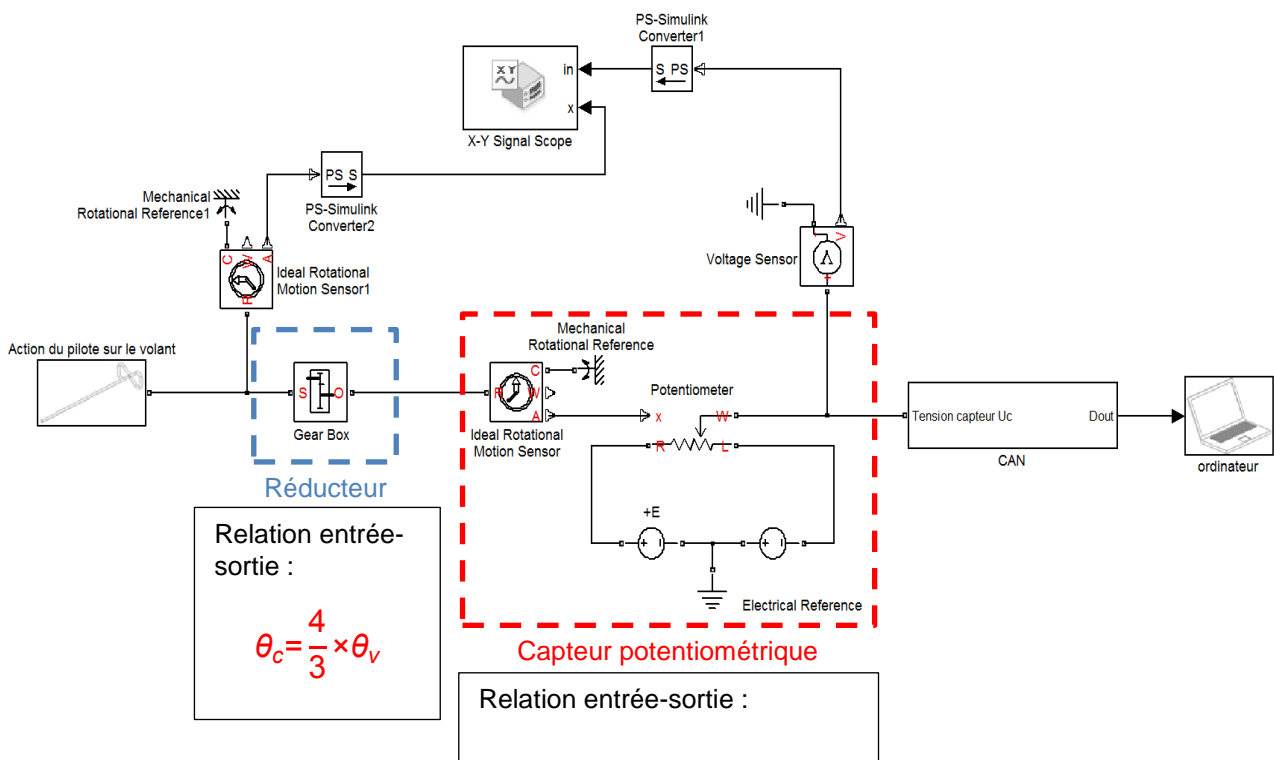 PS-Simulink
Converter1
S PS
in
x
X Y
X-Y Signal Scope
Mechanical
Rotational Reference1
PS S
PS-Simulink
Converter2
C
W
A
R
Ideal Rotational
Motion Sensor1
Voltage Sensor
V
+
-
V
Action du pilote sur le volant
S
O
Gear Box
Réducteur
Mechanical
Rotational Reference
R
C
W
A
Ideal Rotational
Motion Sensor
Potentiometer
x
W
R
L
+E
+
-
+
-
Electrical Reference
Tension capteur Uc
Dout
CAN
ordinateur
Relation entrée-
sortie :
θc = 4/3 × θv
Capteur potentiométrique
Relation entrée-sortie :